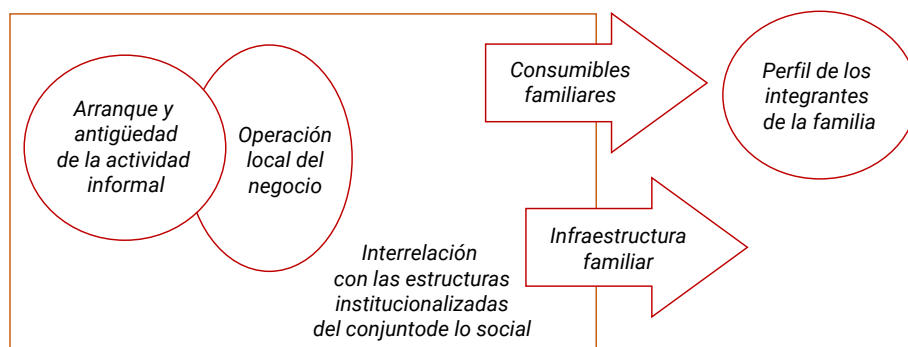 Arranque y
antigüedad
de la actividad
informal
Operación
local del
negocio
Consumibles
familiares
Perfil de los
integrantes
de la familia
Infraestructura
familiar
Interrelación
con las estructuras
institucionalizadas
del conjuntode lo social